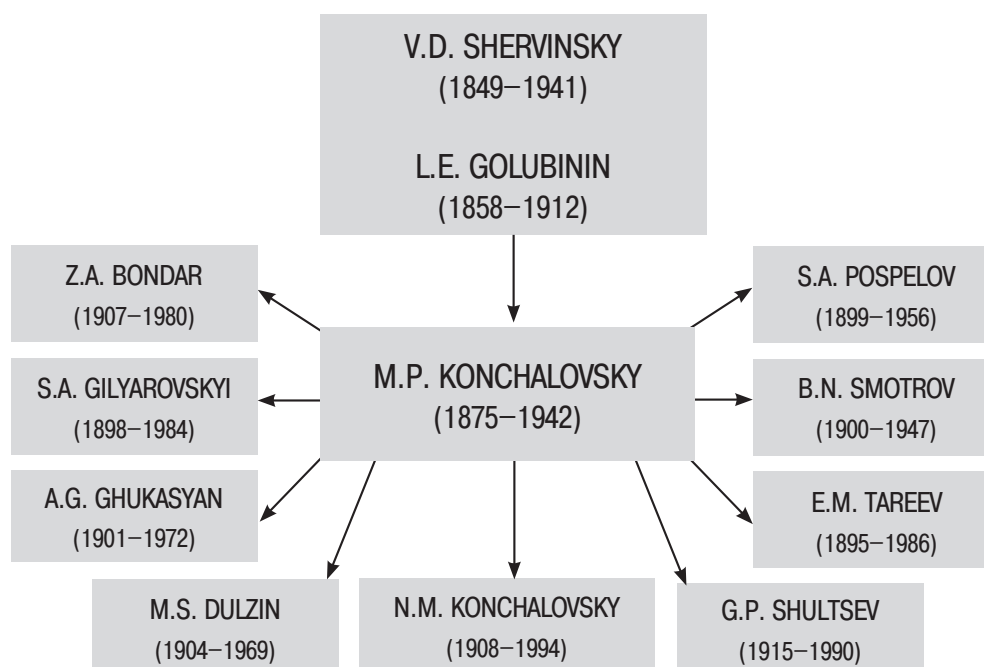 V.D. SHERVINSKY
(1849–1941)
L.E. GOLUBININ
(1858–1912)
Z.A. BONDAR
(1907–1980)
S.A. POSPELOV
(1899–1956)
M.P. KONCHALOVSKY
(1875–1942)
S.A. GILYAROVSKYI
(1898–1984)
B.N. SMOTROV
(1900–1947)
A.G. GHUKASYAN
(1901–1972)
E.M. TAREEV
(1895–1986)
M.S. DULZIN
(1904–1969)
N.M. KONCHALOVSKY
(1908–1994)
G.P. SHULTSEV
(1915–1990)